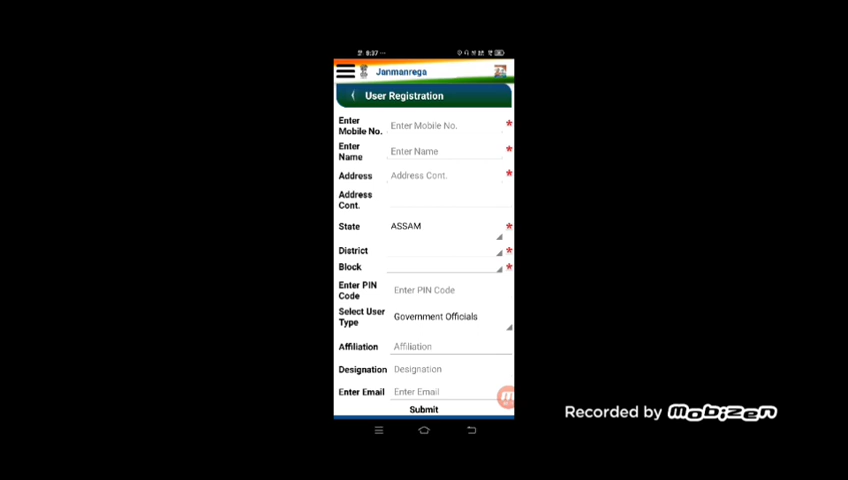 9:37
Janmanrega
User Registration
Enter Mobile No.
Enter Mobile No.
*
Enter Name
Enter Name
*
Address
Address Cont.
*
Address Cont.
State
ASSAM
*
District
*
Block
*
Enter PIN Code
Enter PIN Code
Select User Type
Government Officials
Affiliation
Affiliation
Designation
Designation
Enter Email
Enter Email
Submit
Recorded by mobizen